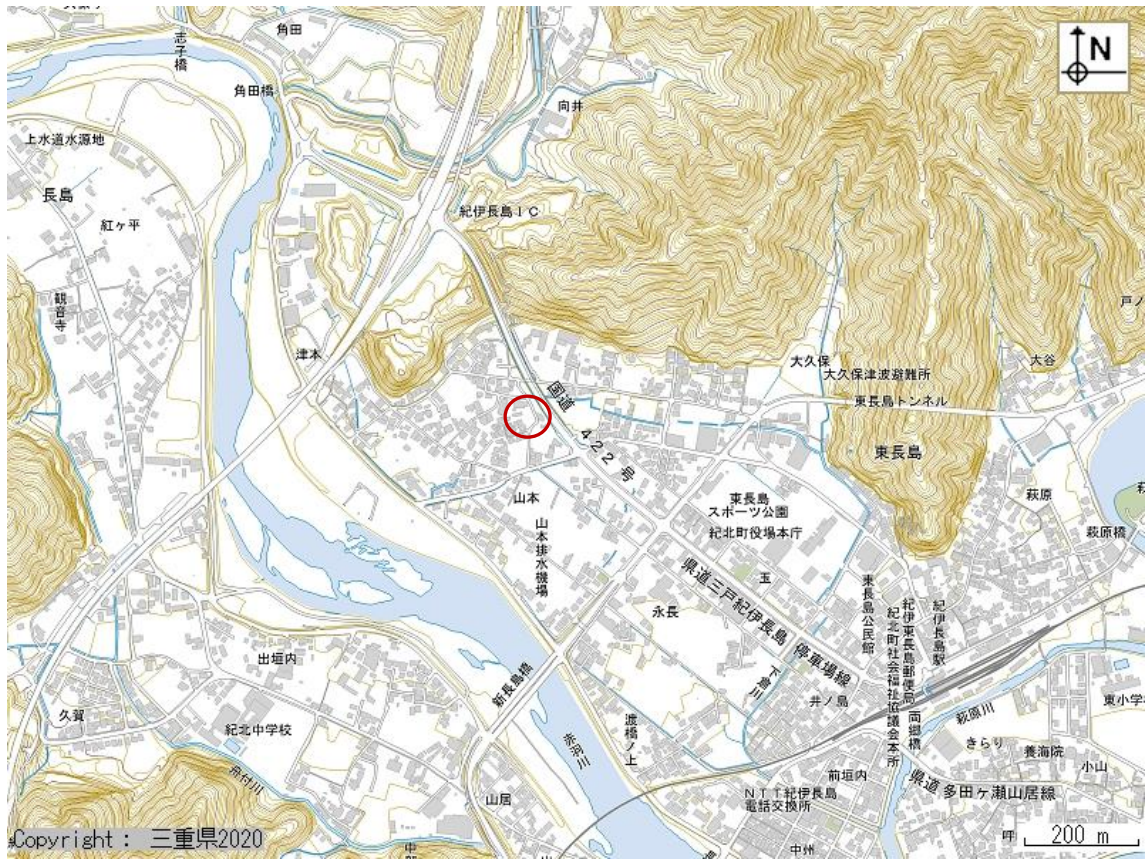 角田
志子橋
角田橋
向井
N
上水道水源地
長島
紅ヶ平
紀伊長島IC
観音寺
津本
戸ノ
大谷
大久保
大久保津波避難所
東長島トンネル
国道 422号
東長島
山本
東長島
スポーツ公園
紀北町役場本庁
萩原
萩原橋
山本排水機場
県道三戸紀伊長島停車場線
玉
永長
東長島公民館
紀北町社会福祉協議会本所
紀伊東長島郵便局
紀伊長島駅
出垣内
新長島橋
下倉川
井ノ島
久賀
紀北中学校
赤羽川
渡橋ノ上
両郷橋
萩原川
東小学
きらり
養海院
小山
舟付川
前垣内
県道多田ヶ瀬山居線
山居
NTT紀伊長島
電話交換所
中州
呼
200 m
Copyright : 三重県2020